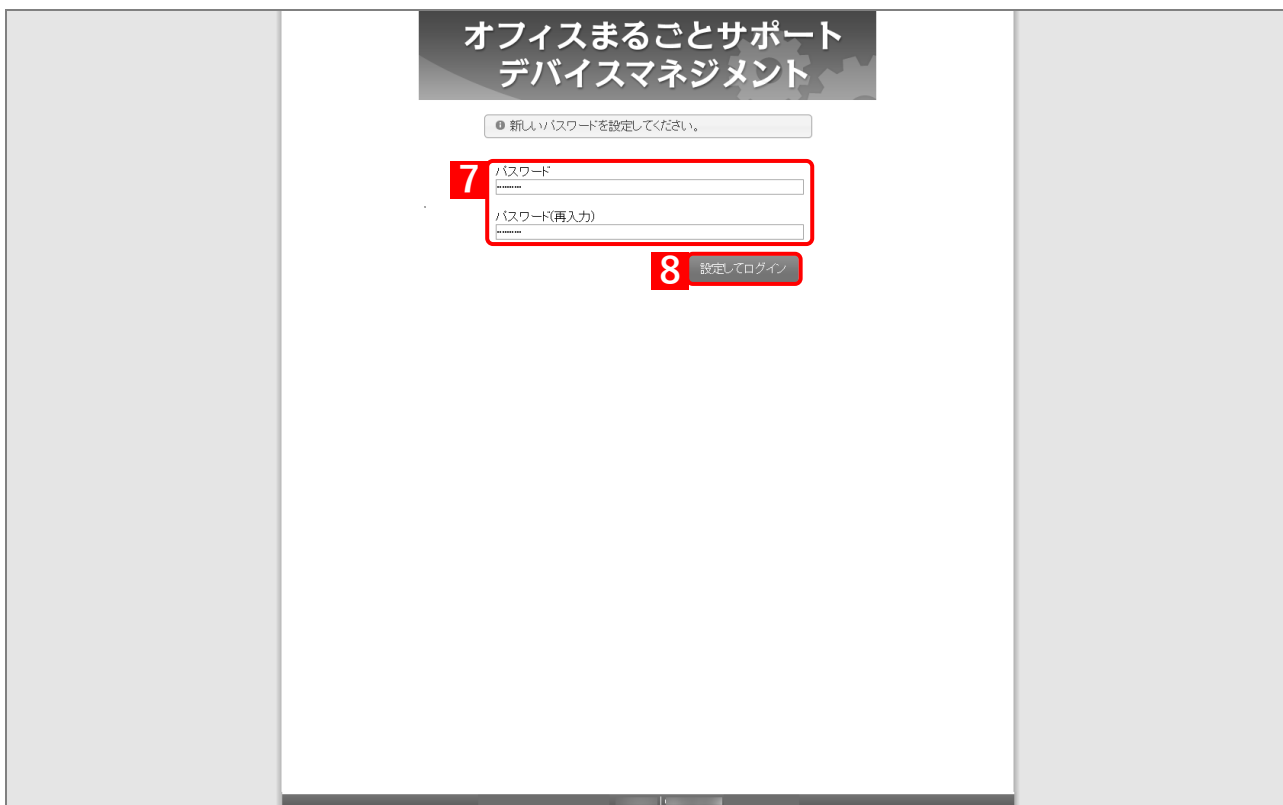 オフィスまるごとサポート
デバイスマネジメント
新しいパスワードを設定してください。
7
パスワード
パスワード(再入力)
8
設定してログイン